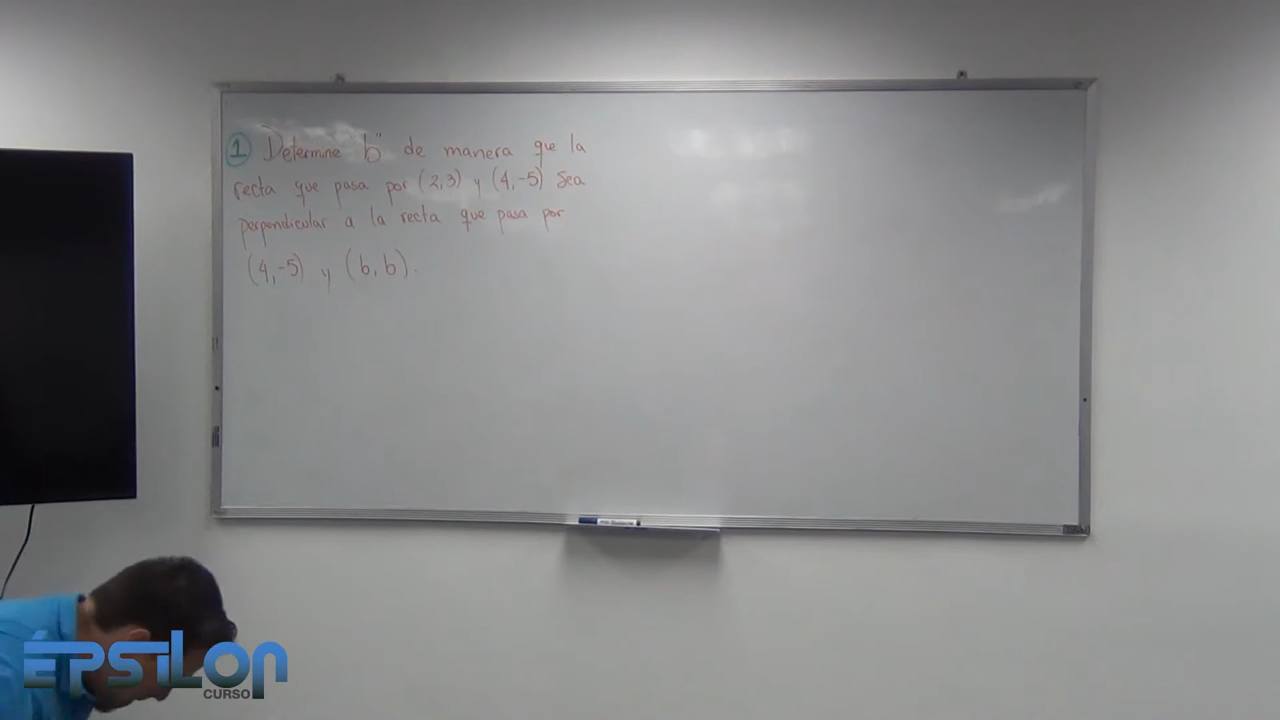 1 Determine "b" de manera que la
recta que pasa por (2,3) y (4,-5) sea
perpendicular a la recta que pasa por
(4,-5) y (b,b).
ÉPSILON
CURSO